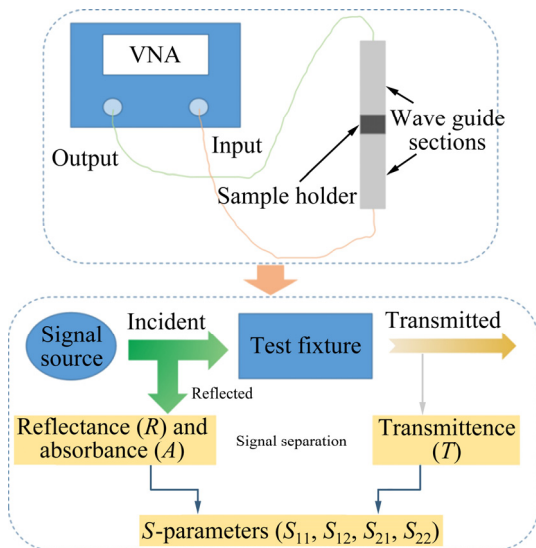 VNA
Output
Input
Wave guide
sections
Sample holder
Signal
source
Incident
Test fixture
Transmitted
Reflected
Reflectance (R) and
absorbance (A)
Signal separation
Transmittence
(T)
S-parameters (S11, S12, S21, S22)